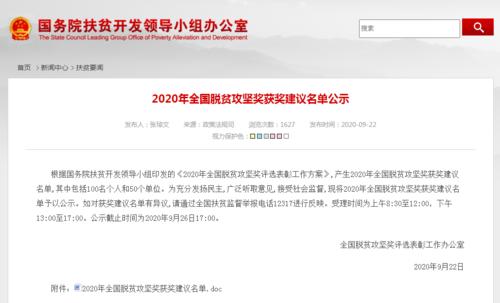 国务院扶贫开发领导小组办公室
The State Council Leading Group Office of Poverty Alleviation and Development
搜索
首页 > 新闻中心 > 扶贫要闻
2020年全国脱贫攻坚奖获奖建议名单公示
发布人：张琦文 来源：政策法规司 浏览次数：1627 发布时间：2020-09-22
视力保护色：
根据国务院扶贫开发领导小组印发的《2020年全国脱贫攻坚奖评选表彰工作方案》，产生2020年全国脱贫攻坚奖获奖建议
名单，其中包括100名个人和50个单位。为充分发扬民主，广泛听取意见，接受社会监督，现将2020年全国脱贫攻坚奖获奖建议名
单予以公示。如对获奖建议名单有异议，请通过全国扶贫监督举报电话12317进行反映。受理时间为上午8:30至12:00、下午
13:00至17:00。公示截止时间为2020年9月26日17:00。
全国脱贫攻坚奖评选表彰工作办公室
2020年9月22日
附件：2020年全国脱贫攻坚奖获奖建议名单.doc